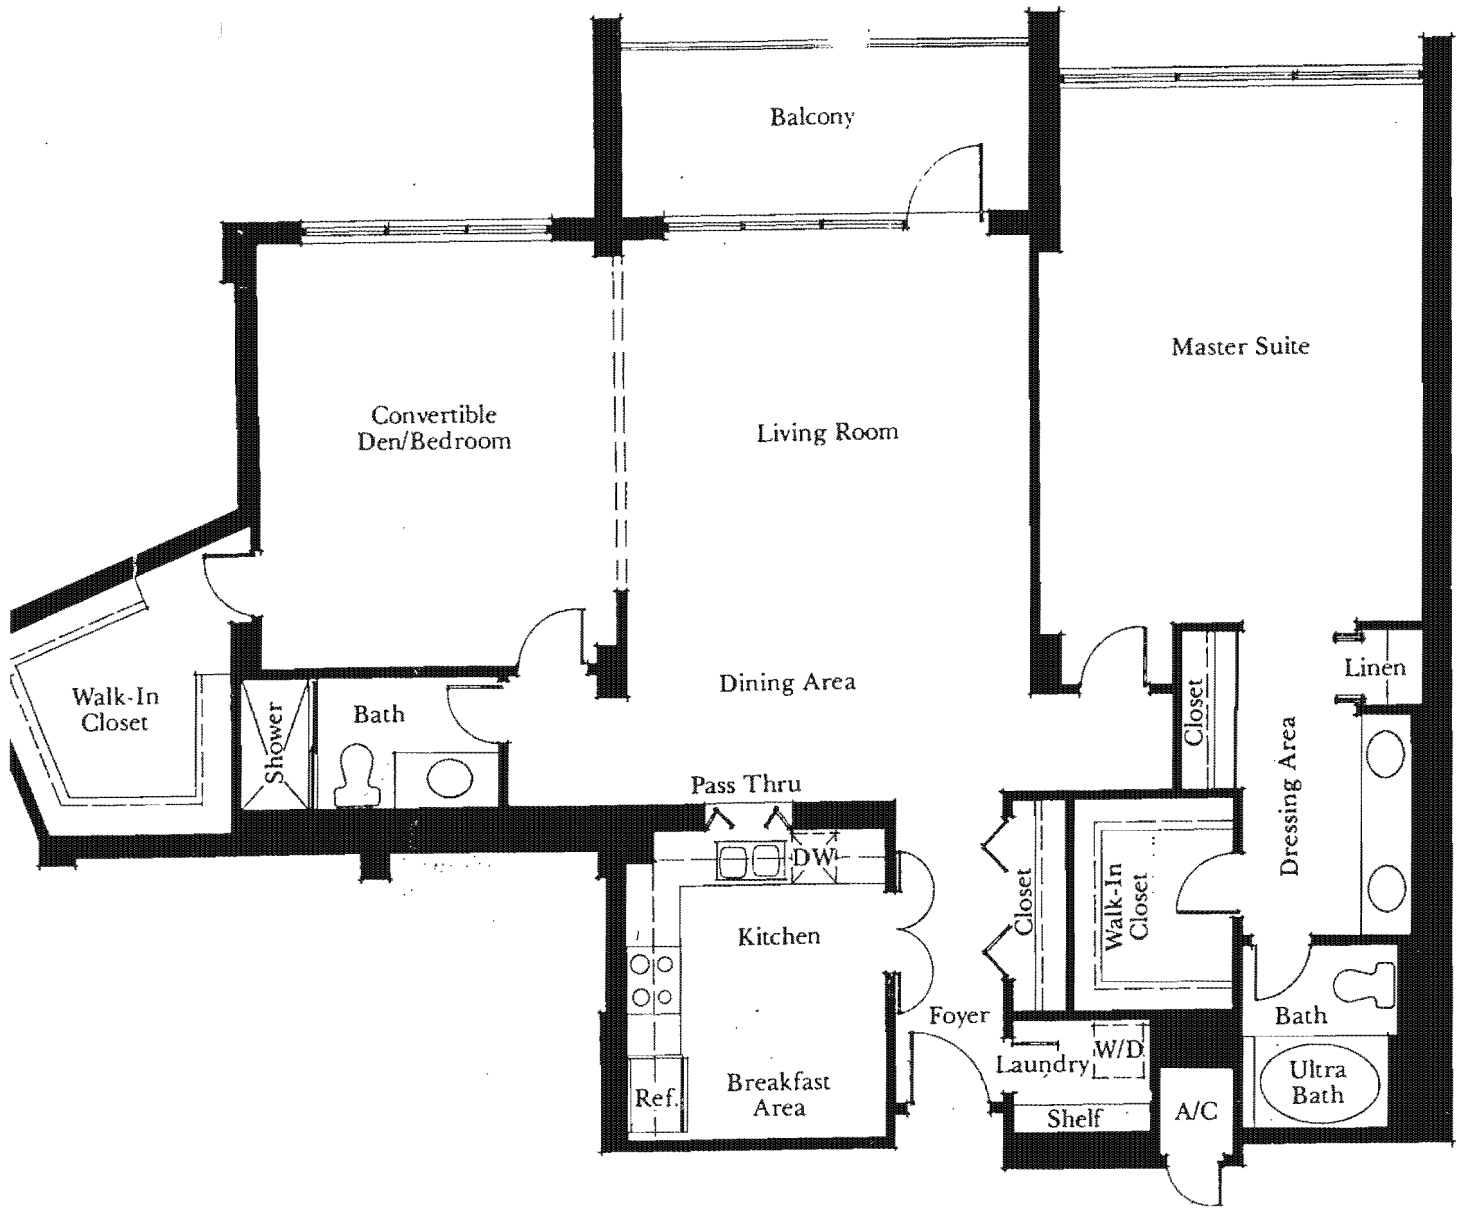 Balcony
Master Suite
Convertible
Den/Bedroom
Living Room
Walk-In
Closet
Shower
Bath
Dining Area
Closet
Linen
Pass Thru
Dressing Area
DW
Kitchen
Closet
Walk-In
Closet
Foyer
Bath
Laundry
W/D
Ref.
Breakfast
Area
Shelf
A/C
Ultra
Bath